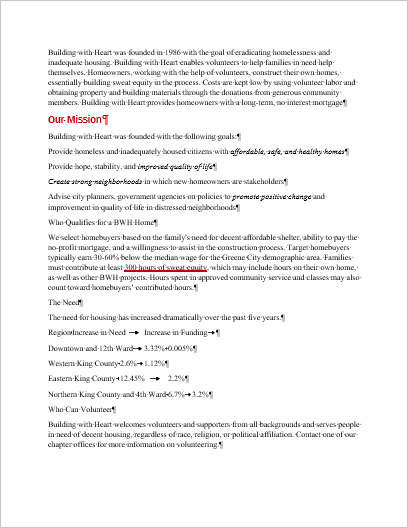 Building with Heart was founded in 1986 with the goal of eradicating homelessness and
inadequate housing. Building with Heart enables volunteers to help families in need help
themselves. Homeowners, working with the help of volunteers, construct their own homes,
essentially building sweat equity in the process. Costs are kept low by using volunteer labor and
obtaining property and building materials through the donations from generous community
members. Building with Heart provides homeowners with a long-term, no interest mortgage¶
Our Mission¶
Building with Heart was founded with the following goals:¶
Provide homeless and inadequately housed citizens with affordable, safe, and healthy homes¶
Provide hope, stability, and improved quality of life¶
Create strong neighborhoods in which new homeowners are stakeholders¶
Advise city planners, government agencies on policies to promote positive change and
improvement in quality of life in distressed neighborhoods¶
Who Qualifies for a BWH Home¶
We select homebuyers based on the family's need for decent affordable shelter, ability to pay the
no-profit mortgage, and a willingness to assist in the construction process. Target homebuyers
typically earn 30-60% below the median wage for the Greene City demographic area. Families
must contribute at least 300 hours of sweat equity, which may include hours on their own home,
as well as other BWH projects. Hours spent in approved community service and classes may also
count toward homebuyers' contributed hours.¶
The Need¶
The need for housing has increased dramatically over the past five years.¶
Region Increase in Need → Increase in Funding→¶
Downtown and 12th Ward→ 3.32%→0.005%¶
Western King County→2.6%→1.12%¶
Eastern King County→12.45% → 2.2%¶
Northern King County and 4th Ward→6.7%→3.2%¶
Who Can Volunteer¶
Building with Heart welcomes volunteers and supporters from all backgrounds and serves people
in need of decent housing, regardless of race, religion, or political affiliation. Contact one of our
chapter offices for more information on volunteering.¶